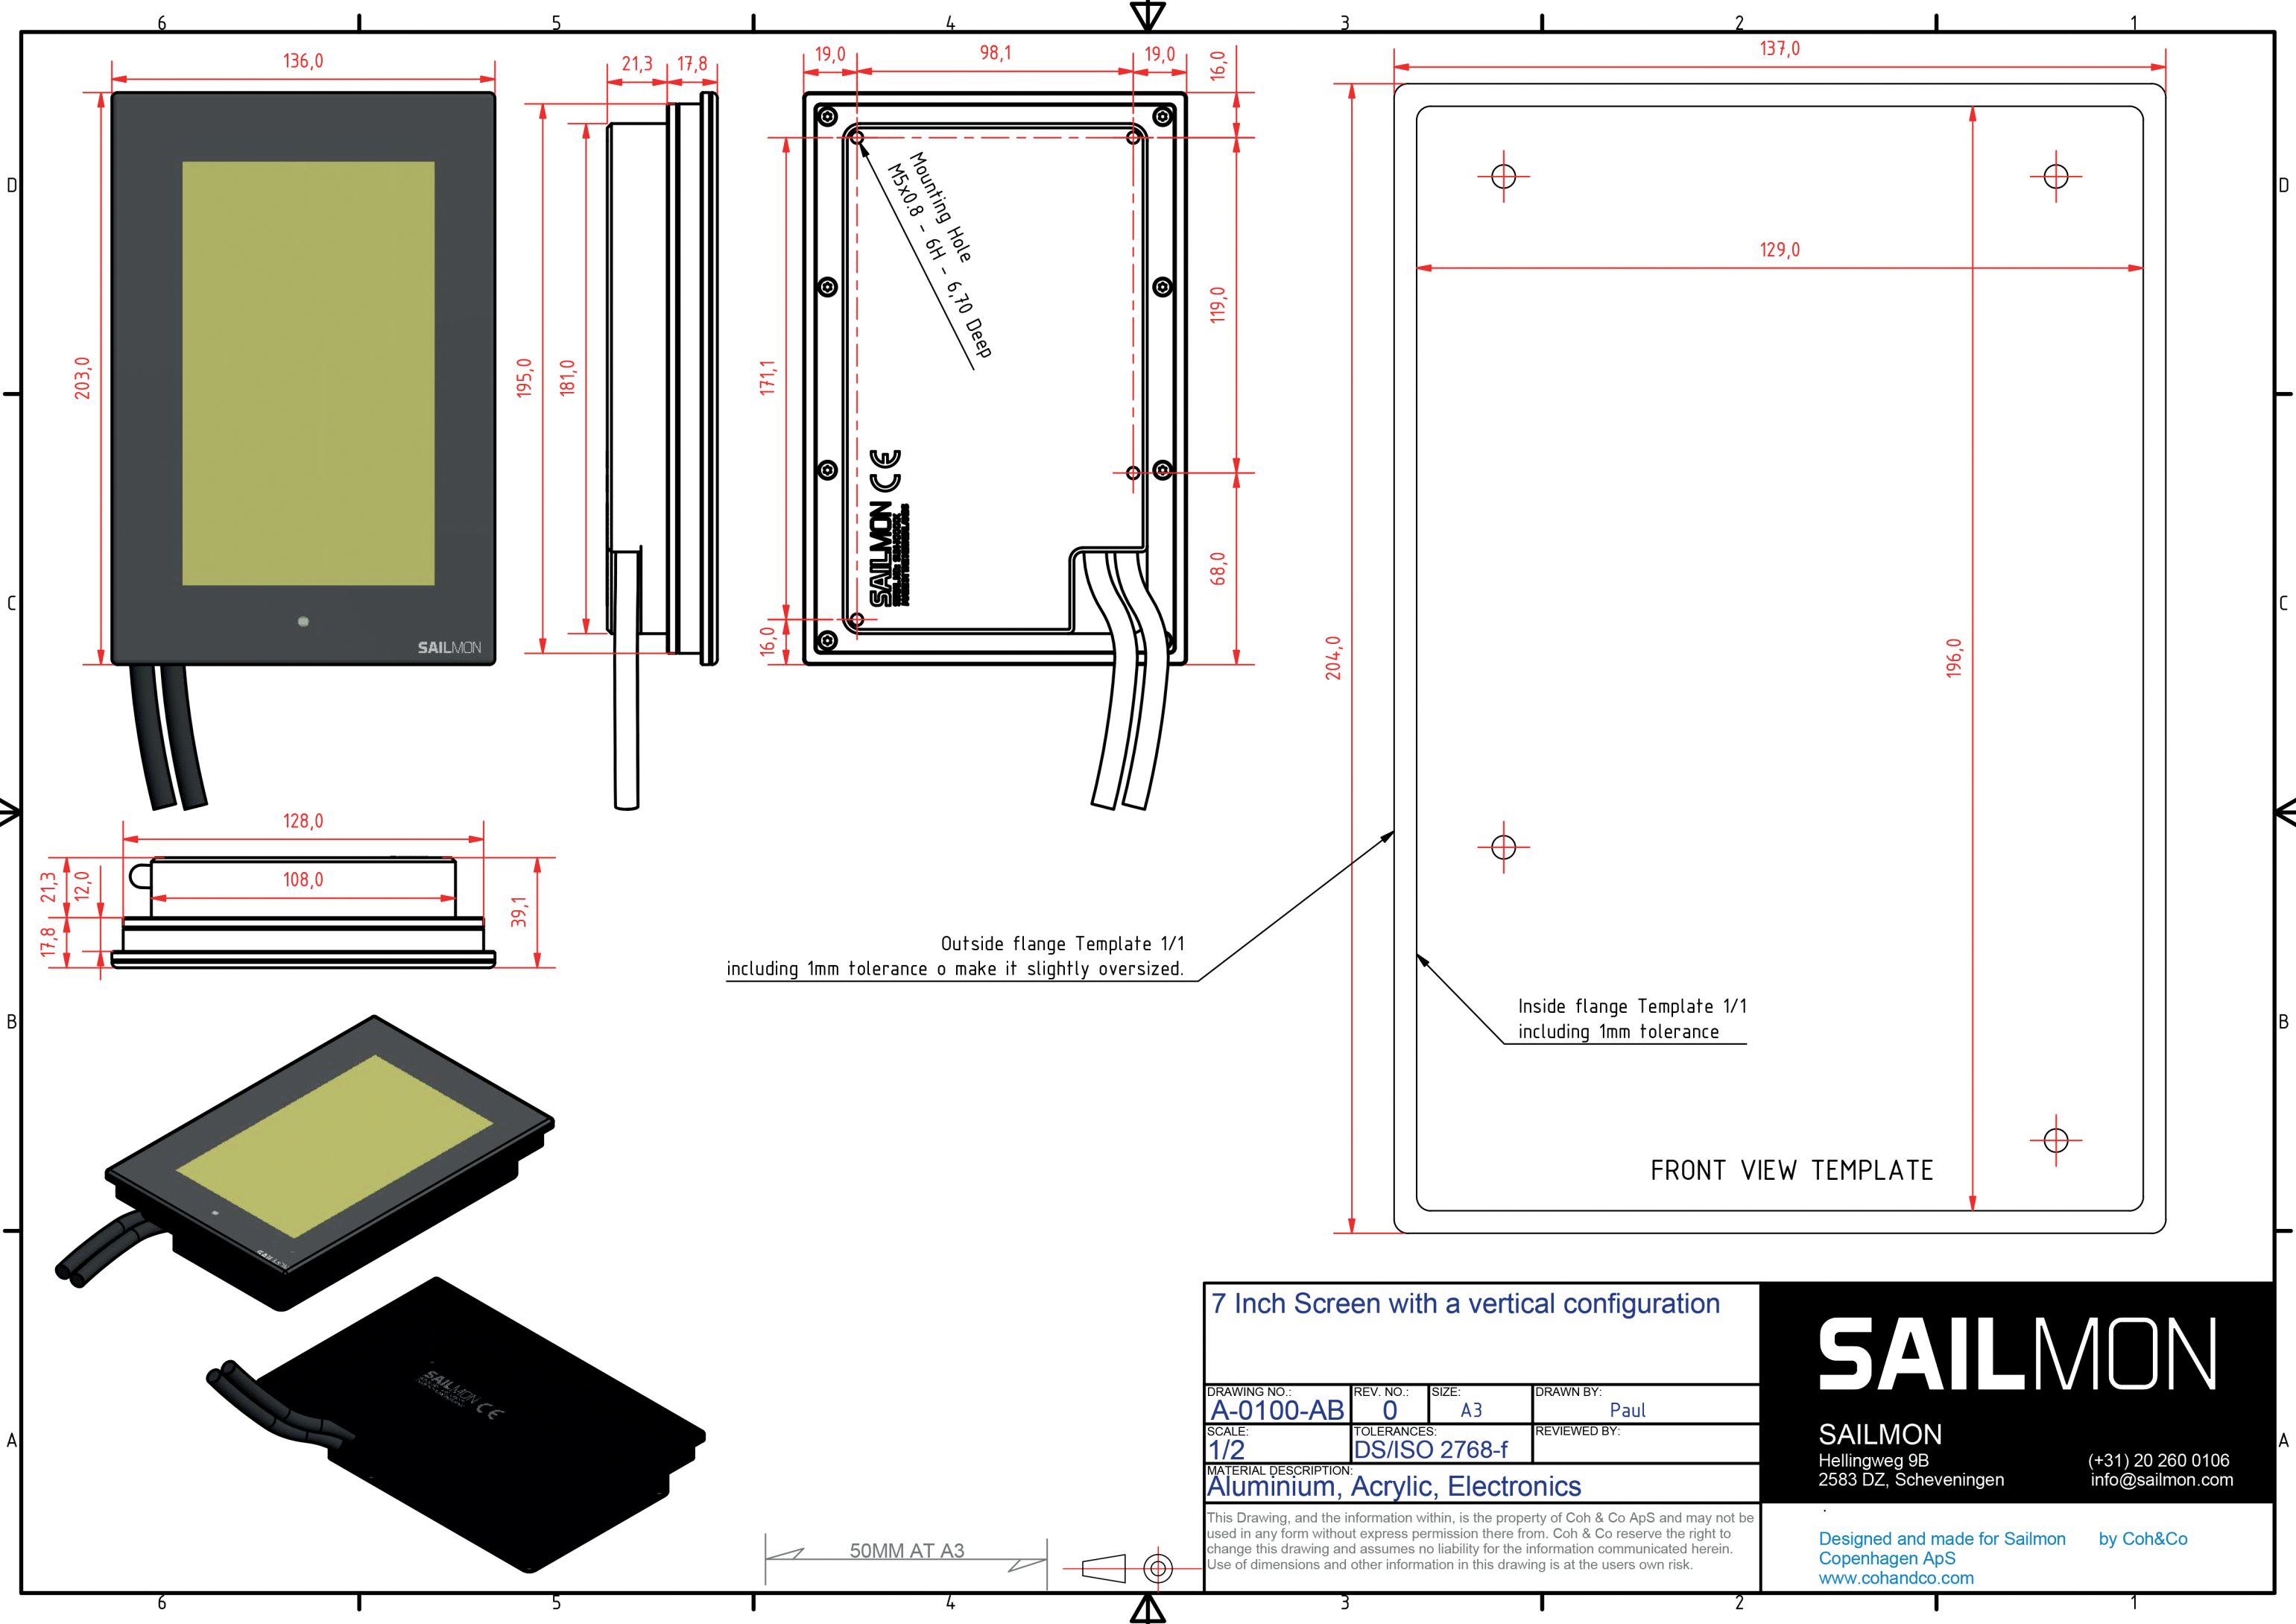 6
5
4
3
2
1
D
D
C
C
B
B
A
A
136,0
203,0
SAILMON
21,3
17,8
195,0
181,0
19,0
98,1
19,0
16,0
Mounting Hole
M5x0.8 - 6H - 6,70 Deep
171,1
119,0
68,0
16,0
SAILMON CE
137,0
129,0
204,0
196,0
128,0
108,0
21,3
12,0
17,8
39,1
Outside flange Template 1/1
including 1mm tolerance o make it slightly oversized.
Inside flange Template 1/1
including 1mm tolerance
FRONT VIEW TEMPLATE
SAILMON
SAILMON CE
50MM AT A3
7 Inch Screen with a vertical configuration
DRAWING NO.:
A-0100-AB
REV. NO.:
0
SIZE:
A3
DRAWN BY:
Paul
SCALE:
1/2
TOLERANCES:
DS/ISO 2768-f
REVIEWED BY:
MATERIAL DESCRIPTION:
Aluminium, Acrylic, Electronics
This Drawing, and the information within, is the property of Coh & Co ApS and may not be
used in any form without express permission there from. Coh & Co reserve the right to
change this drawing and assumes no liability for the information communicated herein.
Use of dimensions and other information in this drawing is at the users own risk.
SAILMON
SAILMON
Hellingweg 9B (+31) 20 260 0106
2583 DZ, Scheveningen info@sailmon.com
Designed and made for Sailmon by Coh&Co
Copenhagen ApS
www.cohandco.com
6
5
4
3
2
1